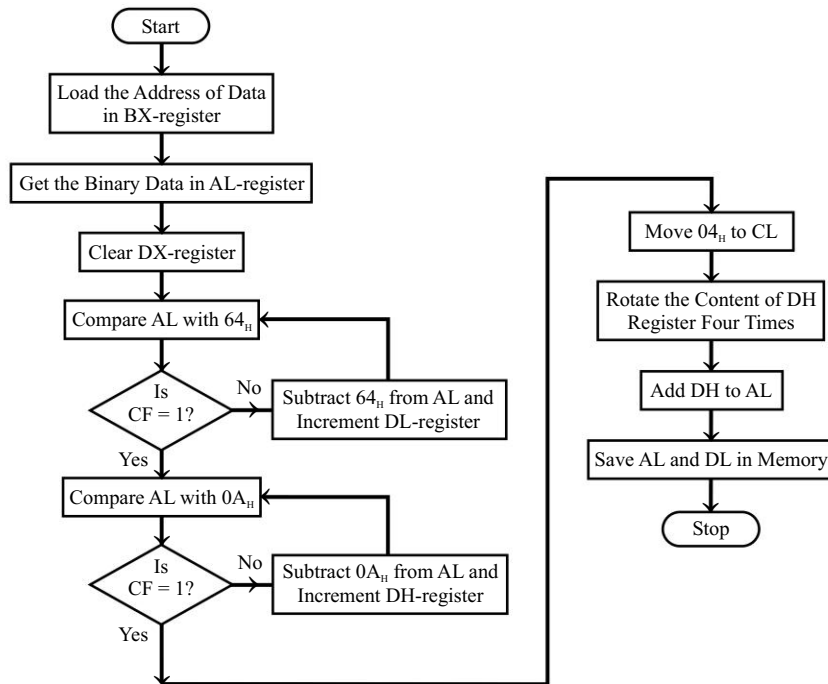 Start
Load the Address of Data
in BX-register
Get the Binary Data in AL-register
Clear DX-register
Compare AL with 64H
Is
CF = 1?
No
Subtract 64H from AL and
Increment DL-register
Yes
Compare AL with 0AH
Is
CF = 1?
No
Subtract 0AH from AL and
Increment DH-register
Yes
Move 04H to CL
Rotate the Content of DH
Register Four Times
Add DH to AL
Save AL and DL in Memory
Stop